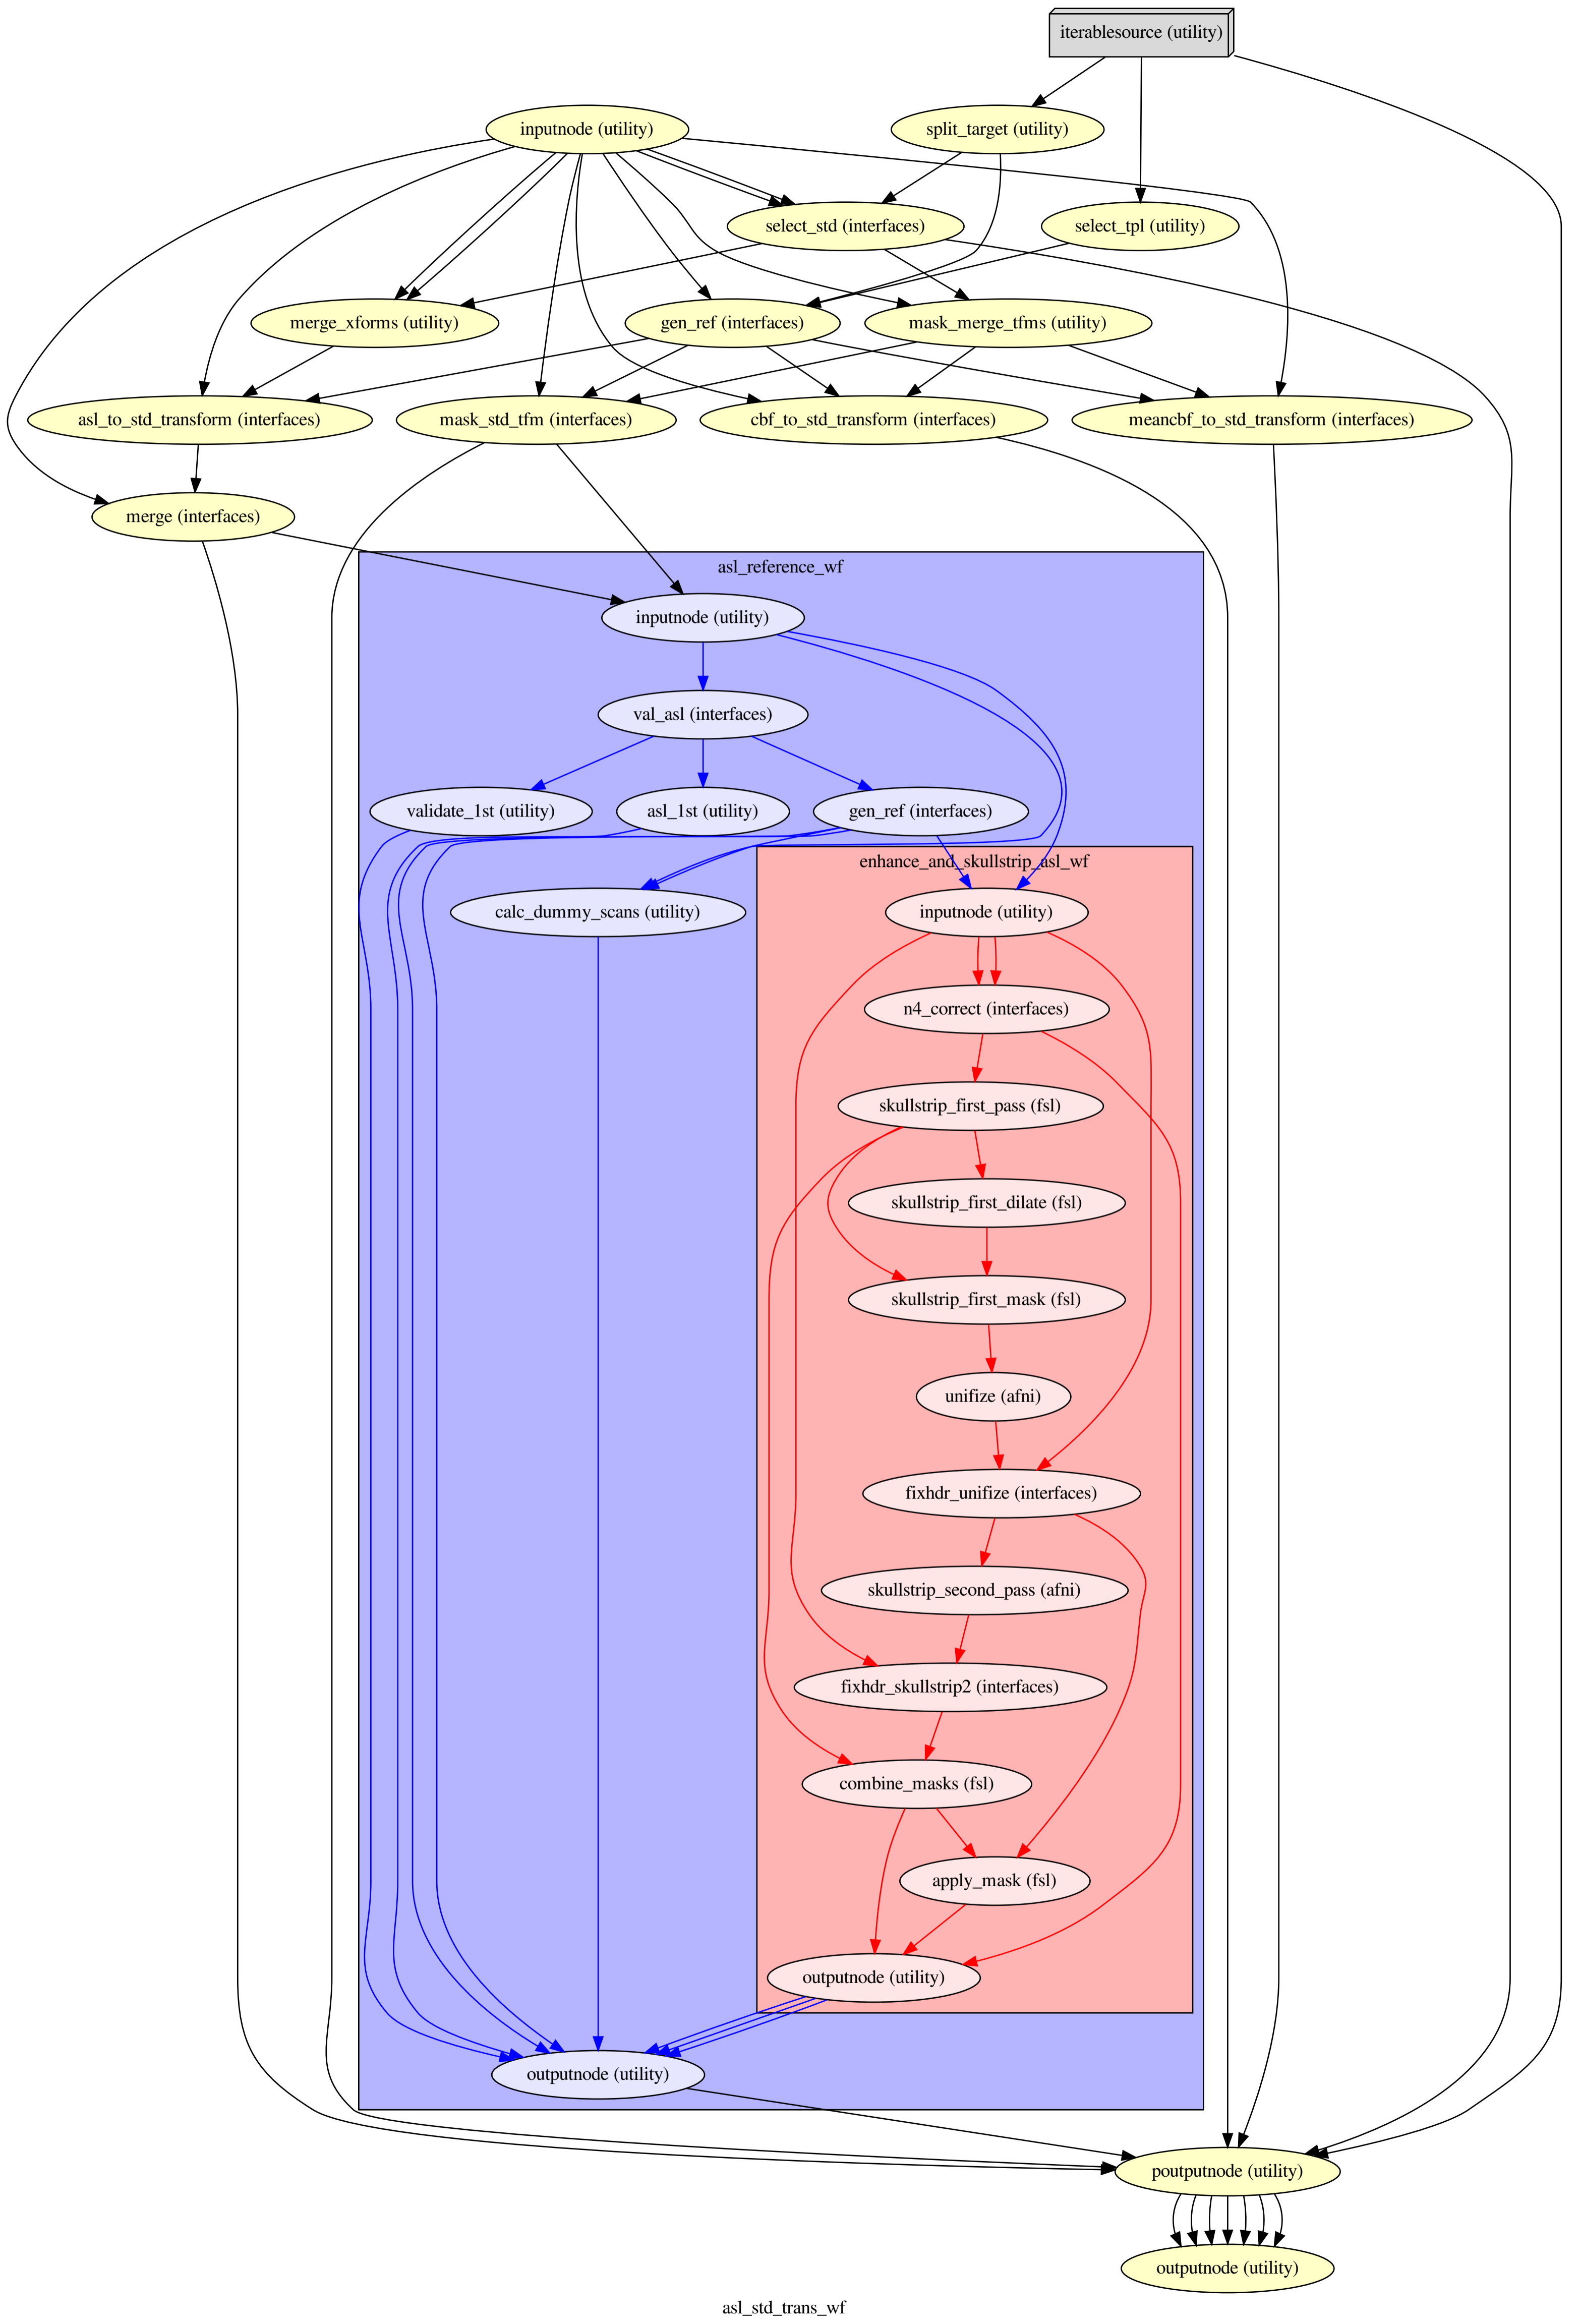 iterablesource (utility)
inputnode (utility)
split_target (utility)
select_std (interfaces)
select_tpl (utility)
merge_xforms (utility)
gen_ref (interfaces)
mask_merge_tfms (utility)
asl_to_std_transform (interfaces)
mask_std_tfm (interfaces)
cbf_to_std_transform (interfaces)
meancbf_to_std_transform (interfaces)
merge (interfaces)
asl_reference_wf
inputnode (utility)
val_asl (interfaces)
validate_1st (utility)
asl_1st (utility)
gen_ref (interfaces)
enhance_and_skullstrip_asl_wf
calc_dummy_scans (utility)
inputnode (utility)
n4_correct (interfaces)
skullstrip_first_pass (fsl)
skullstrip_first_dilate (fsl)
skullstrip_first_mask (fsl)
unifize (afni)
fixhdr_unifize (interfaces)
skullstrip_second_pass (afni)
fixhdr_skullstrip2 (interfaces)
combine_masks (fsl)
apply_mask (fsl)
outputnode (utility)
outputnode (utility)
poutputnode (utility)
outputnode (utility)
asl_std_trans_wf